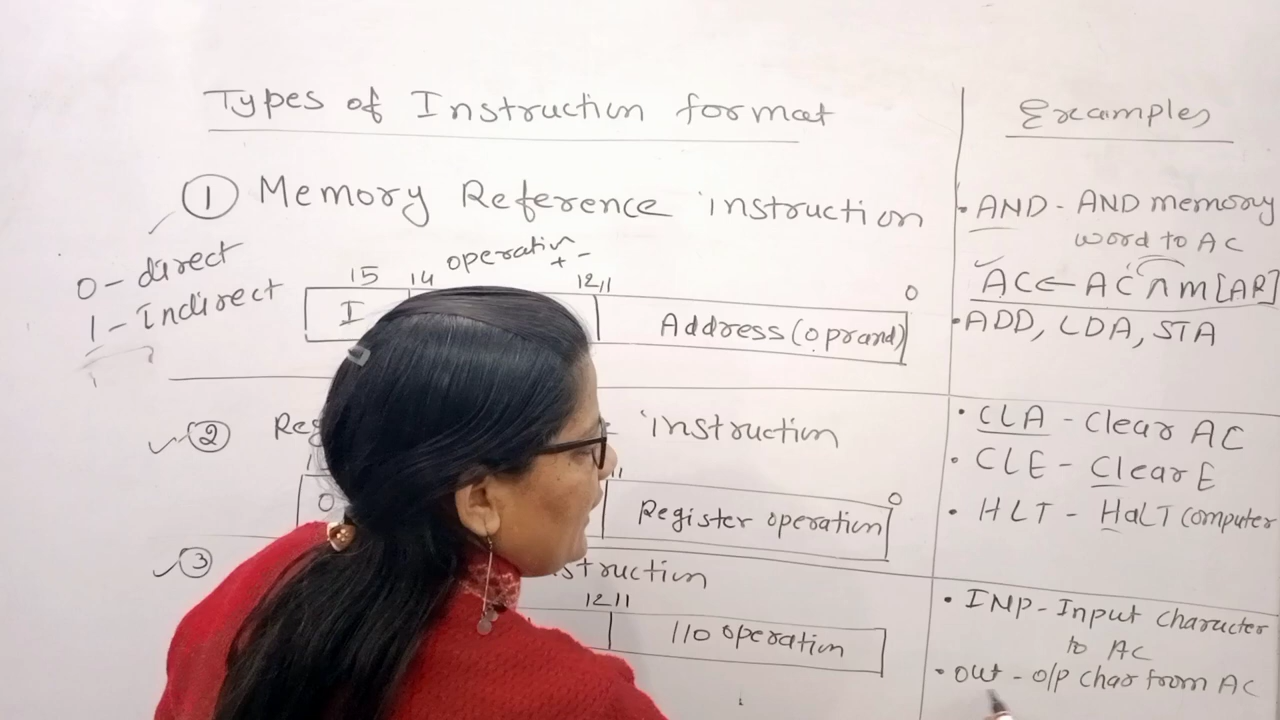 Types of Instruction format
Examples
① Memory Reference instruction
0 - direct
1 - Indirect
operation
+ -
15 14 12 11 0
I
Address (oprand)
• AND - AND memory
word to AC
AC ← AC ∧ M[AR]
• ADD, LDA, STA
② instruction
11 0
0
Register operation
• CLA - Clear AC
• CLE - Clear E
• HLT - HaLT computer
③
12 11
I/O operation
• INP - Input character
to AC
• out - o/p char from AC